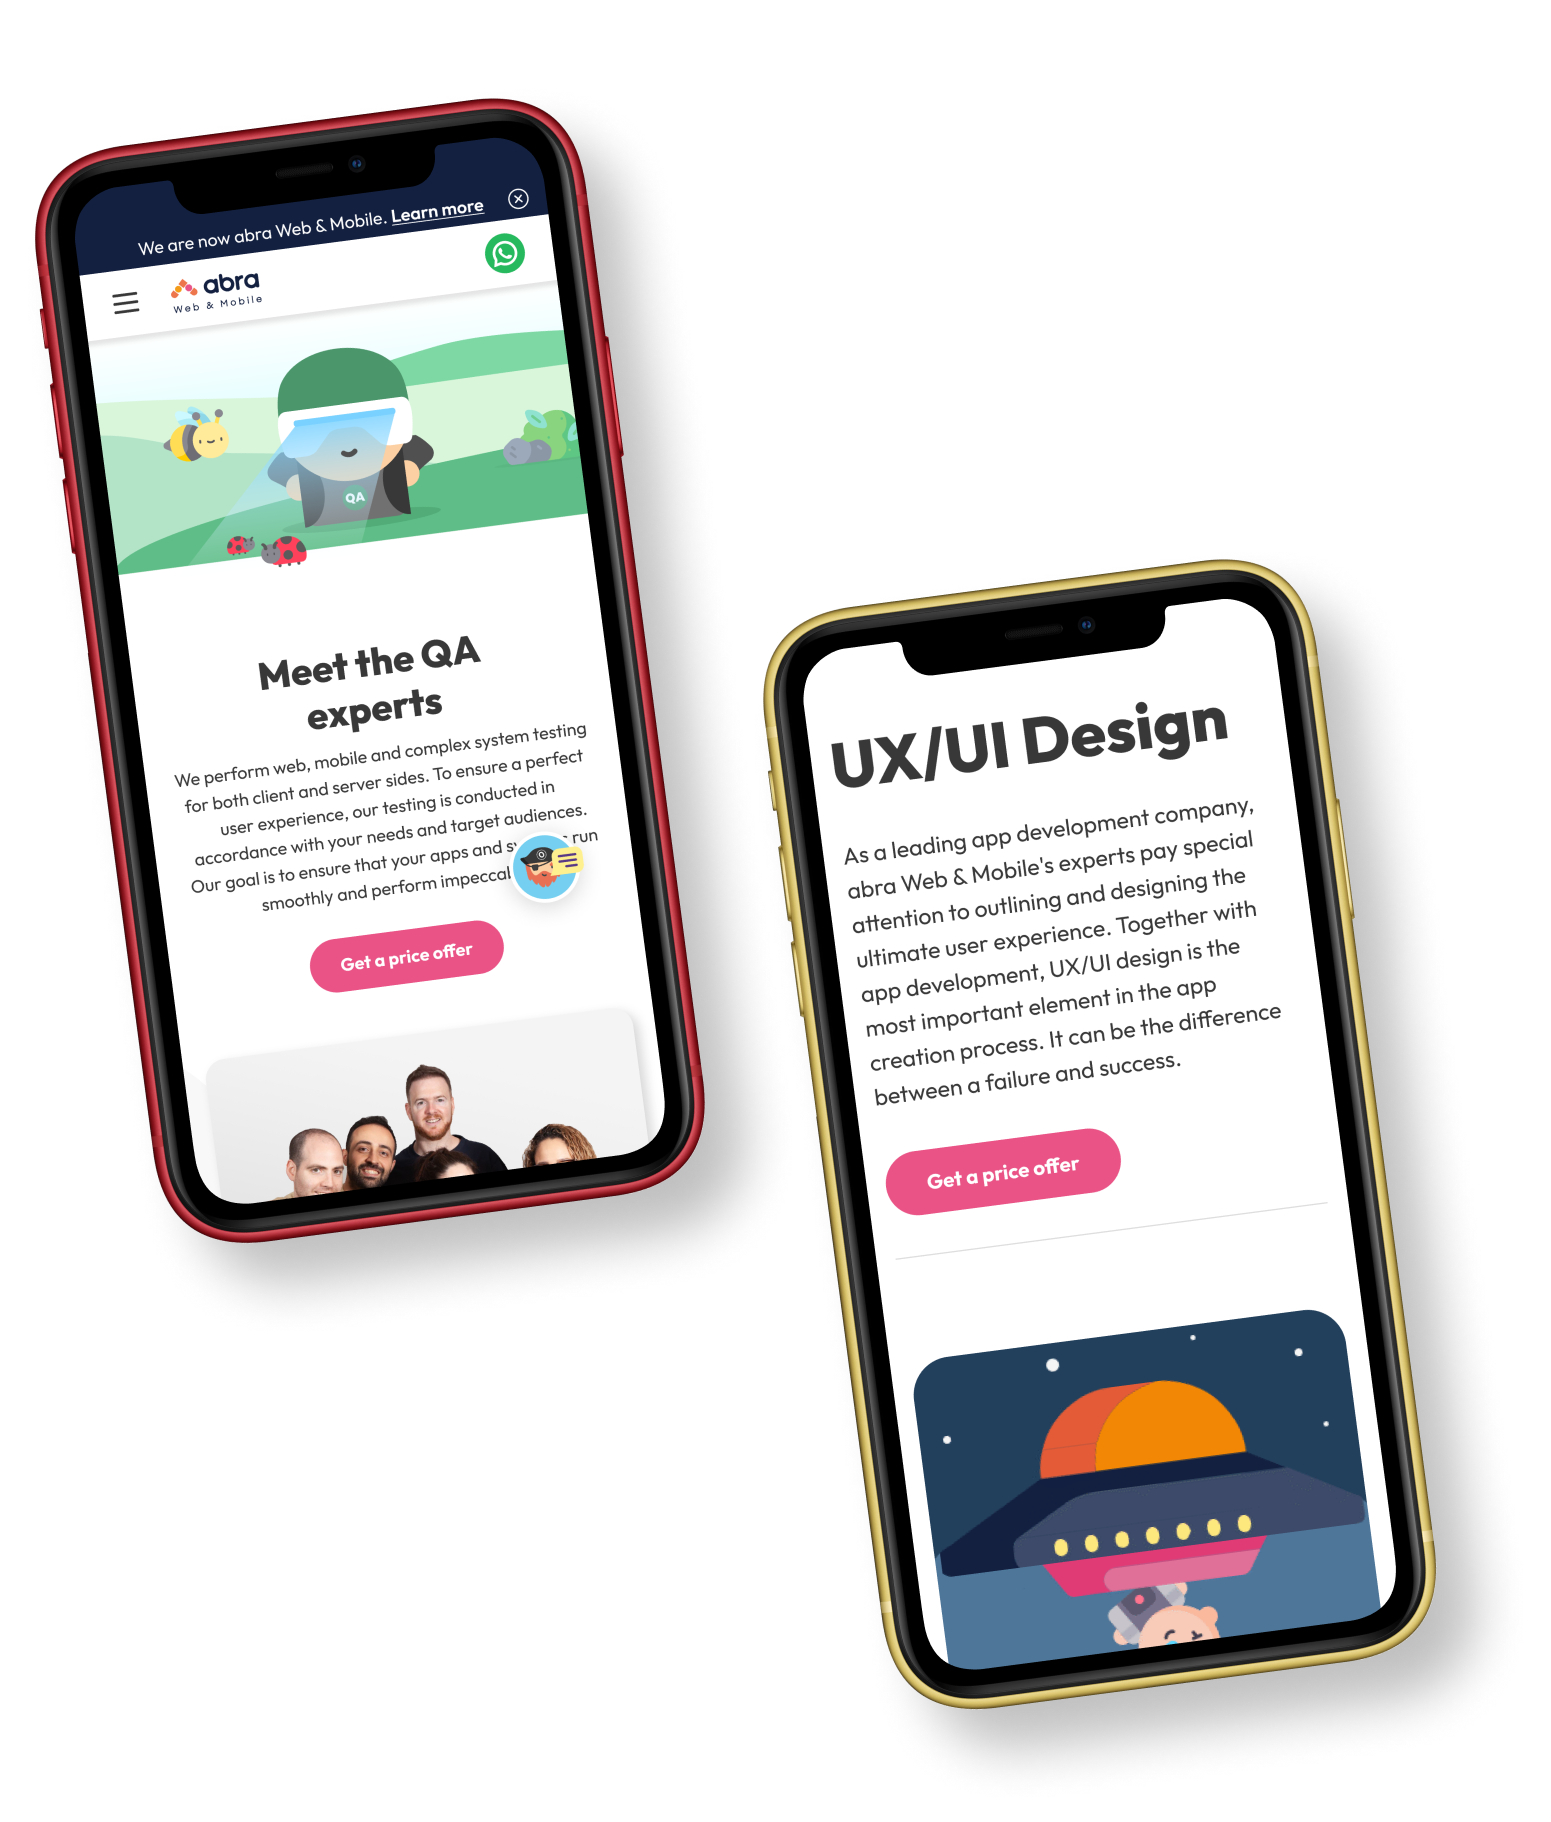 We are now abra Web & Mobile. Learn more
abra
Web & Mobile
QA
Meet the QA
experts
We perform web, mobile and complex system testing
for both client and server sides. To ensure a perfect
user experience, our testing is conducted in
accordance with your needs and target audiences.
Our goal is to ensure that your apps and run
smoothly and perform
Get a price offer
UX/UI Design
As a leading app development company,
abra Web & Mobile's experts pay special
attention to outlining and designing the
ultimate user experience. Together with
app development, UX/UI design is the
most important element in the app
creation process. It can be the difference
between a failure and success.
Get a price offer